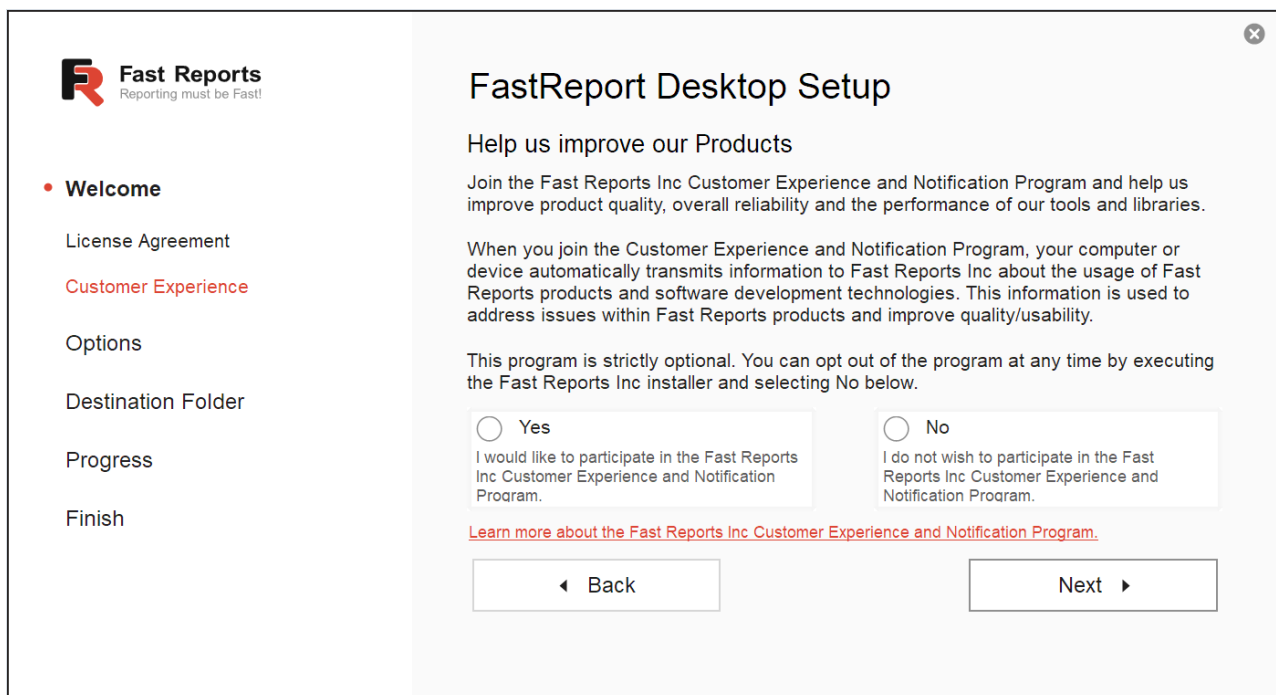 Fast Reports
Reporting must be Fast!
Welcome
License Agreement
Customer Experience
Options
Destination Folder
Progress
Finish
FastReport Desktop Setup
Help us improve our Products
Join the Fast Reports Inc Customer Experience and Notification Program and help us
improve product quality, overall reliability and the performance of our tools and libraries.
When you join the Customer Experience and Notification Program, your computer or
device automatically transmits information to Fast Reports Inc about the usage of Fast
Reports products and software development technologies. This information is used to
address issues within Fast Reports products and improve quality/usability.
This program is strictly optional. You can opt out of the program at any time by executing
the Fast Reports Inc installer and selecting No below.
Yes
I would like to participate in the Fast Reports
Inc Customer Experience and Notification
Program.
No
I do not wish to participate in the Fast
Reports Inc Customer Experience and
Notification Program.
Learn more about the Fast Reports Inc Customer Experience and Notification Program.
Back
Next